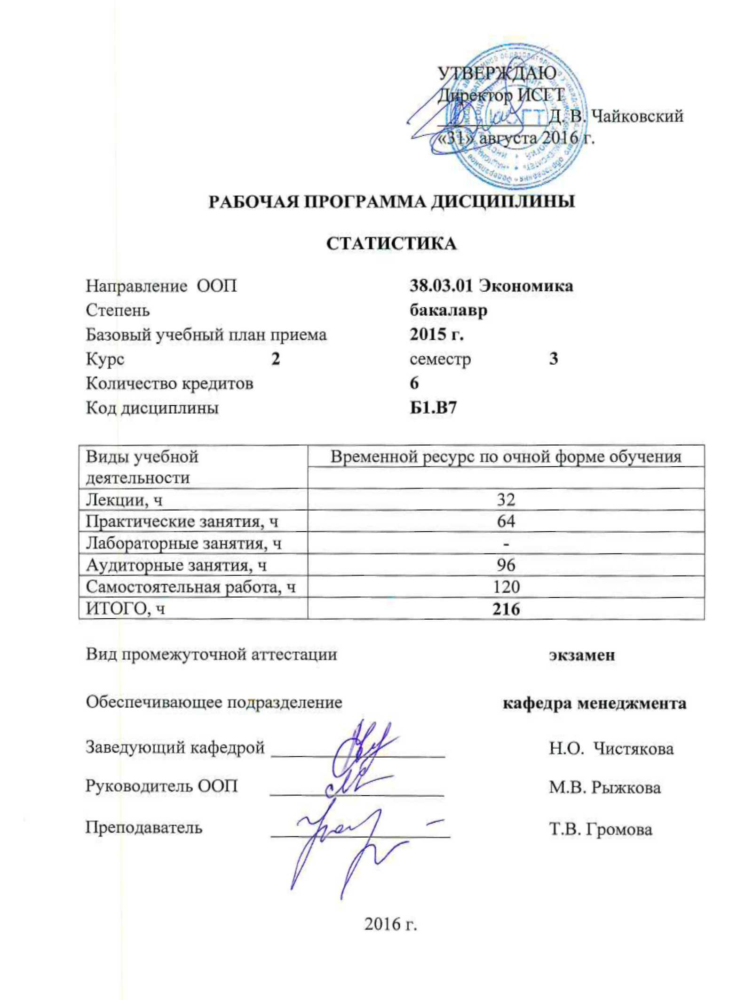 УТВЕРЖДАЮ
Директор ИСГТ
____________Д. В. Чайковский
«31» августа 2016 г.
РАБОЧАЯ ПРОГРАММА ДИСЦИПЛИНЫ
СТАТИСТИКА
Направление ООП 38.03.01 Экономика
Степень бакалавр
Базовый учебный план приема 2015 г.
Курс 2 семестр 3
Количество кредитов 6
Код дисциплины Б1.В7
Виды учебной деятельности Временной ресурс по очной форме обучения
Лекции, ч 32
Практические занятия, ч 64
Лабораторные занятия, ч -
Аудиторные занятия, ч 96
Самостоятельная работа, ч 120
ИТОГО, ч 216
Вид промежуточной аттестации экзамен
Обеспечивающее подразделение кафедра менеджмента
Заведующий кафедрой ____________ Н.О. Чистякова
Руководитель ООП ____________ М.В. Рыжкова
Преподаватель ____________ Т.В. Громова
2016 г.